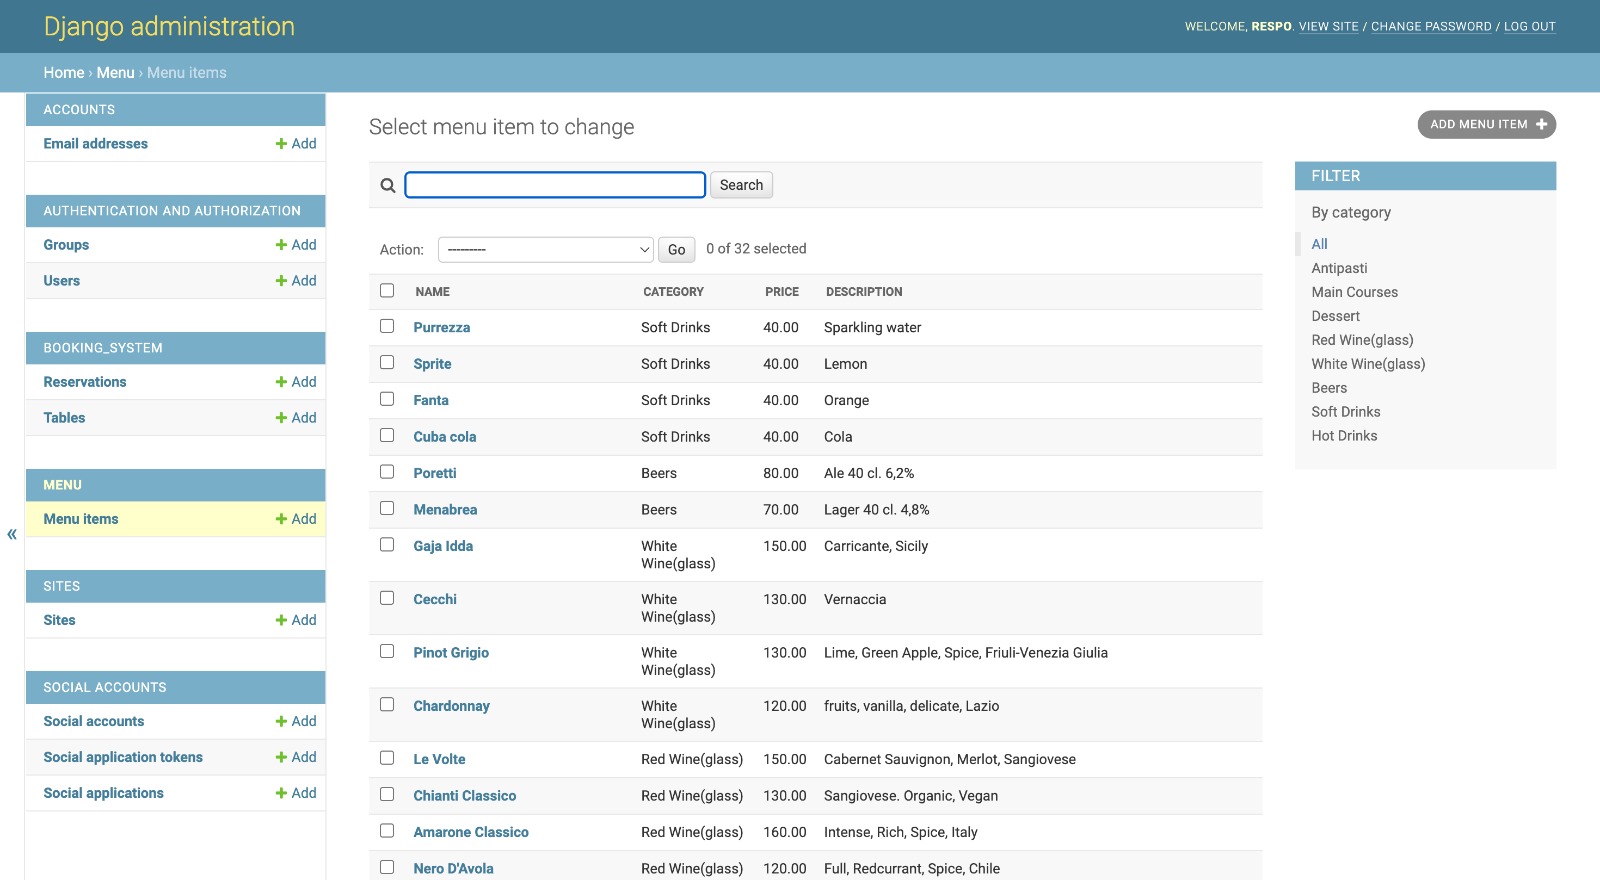 Django administration
WELCOME, RESPO. VIEW SITE / CHANGE PASSWORD / LOG OUT
Home › Menu › Menu items
ACCOUNTS
Email addresses + Add
AUTHENTICATION AND AUTHORIZATION
Groups + Add
Users + Add
BOOKING_SYSTEM
Reservations + Add
Tables + Add
MENU
Menu items + Add
«
SITES
Sites + Add
SOCIAL ACCOUNTS
Social accounts + Add
Social application tokens + Add
Social applications + Add
Select menu item to change
ADD MENU ITEM +
Search
Action: --------- Go 0 of 32 selected
NAME CATEGORY PRICE DESCRIPTION
Purrezza Soft Drinks 40.00 Sparkling water
Sprite Soft Drinks 40.00 Lemon
Fanta Soft Drinks 40.00 Orange
Cuba cola Soft Drinks 40.00 Cola
Poretti Beers 80.00 Ale 40 cl. 6,2%
Menabrea Beers 70.00 Lager 40 cl. 4,8%
Gaja Idda White 150.00 Carricante, Sicily
Wine(glass)
Cecchi White 130.00 Vernaccia
Wine(glass)
Pinot Grigio White 130.00 Lime, Green Apple, Spice, Friuli-Venezia Giulia
Wine(glass)
Chardonnay White 120.00 fruits, vanilla, delicate, Lazio
Wine(glass)
Le Volte Red Wine(glass) 150.00 Cabernet Sauvignon, Merlot, Sangiovese
Chianti Classico Red Wine(glass) 130.00 Sangiovese. Organic, Vegan
Amarone Classico Red Wine(glass) 160.00 Intense, Rich, Spice, Italy
Nero D'Avola Red Wine(glass) 120.00 Full, Redcurrant, Spice, Chile
FILTER
By category
All
Antipasti
Main Courses
Dessert
Red Wine(glass)
White Wine(glass)
Beers
Soft Drinks
Hot Drinks